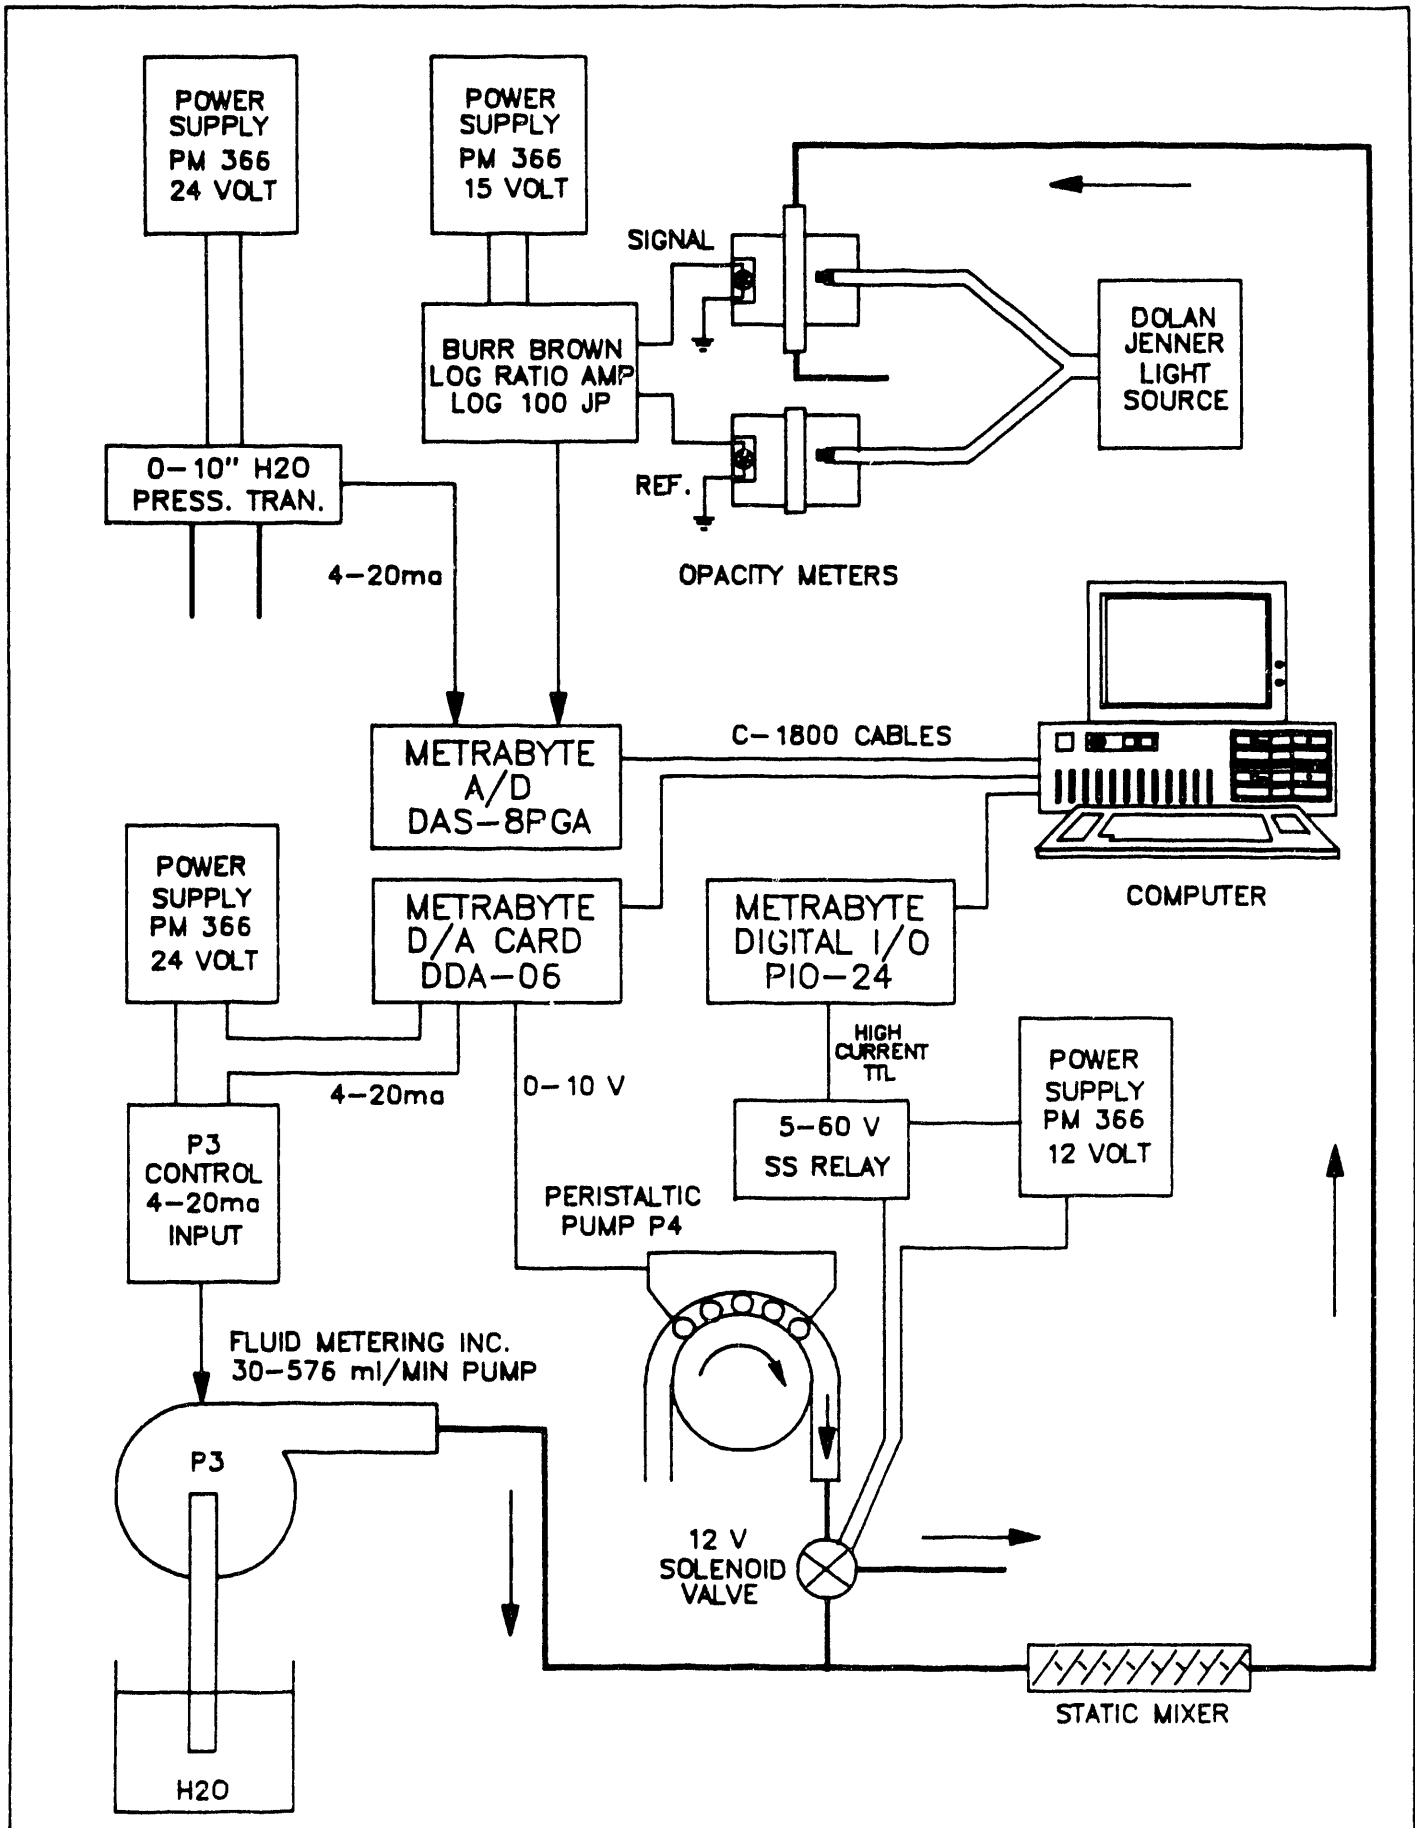 POWER
SUPPLY
PM 366
24 VOLT
POWER
SUPPLY
PM 366
15 VOLT
SIGNAL
BURR BROWN
LOG RATIO AMP
LOG 100 JP
DOLAN
JENNER
LIGHT
SOURCE
0-10" H2O
PRESS. TRAN.
REF.
4-20ma
OPACITY METERS
METRABYTE
A/D
DAS-8PGA
C-1800 CABLES
COMPUTER
POWER
SUPPLY
PM 366
24 VOLT
METRABYTE
D/A CARD
DDA-06
METRABYTE
DIGITAL I/O
PIO-24
HIGH
CURRENT
TTL
POWER
SUPPLY
PM 366
12 VOLT
4-20ma
0-10 V
5-60 V
SS RELAY
P3
CONTROL
4-20ma
INPUT
PERISTALTIC
PUMP P4
FLUID METERING INC.
30-576 ml/MIN PUMP
P3
12 V
SOLENOID
VALVE
STATIC MIXER
H2O